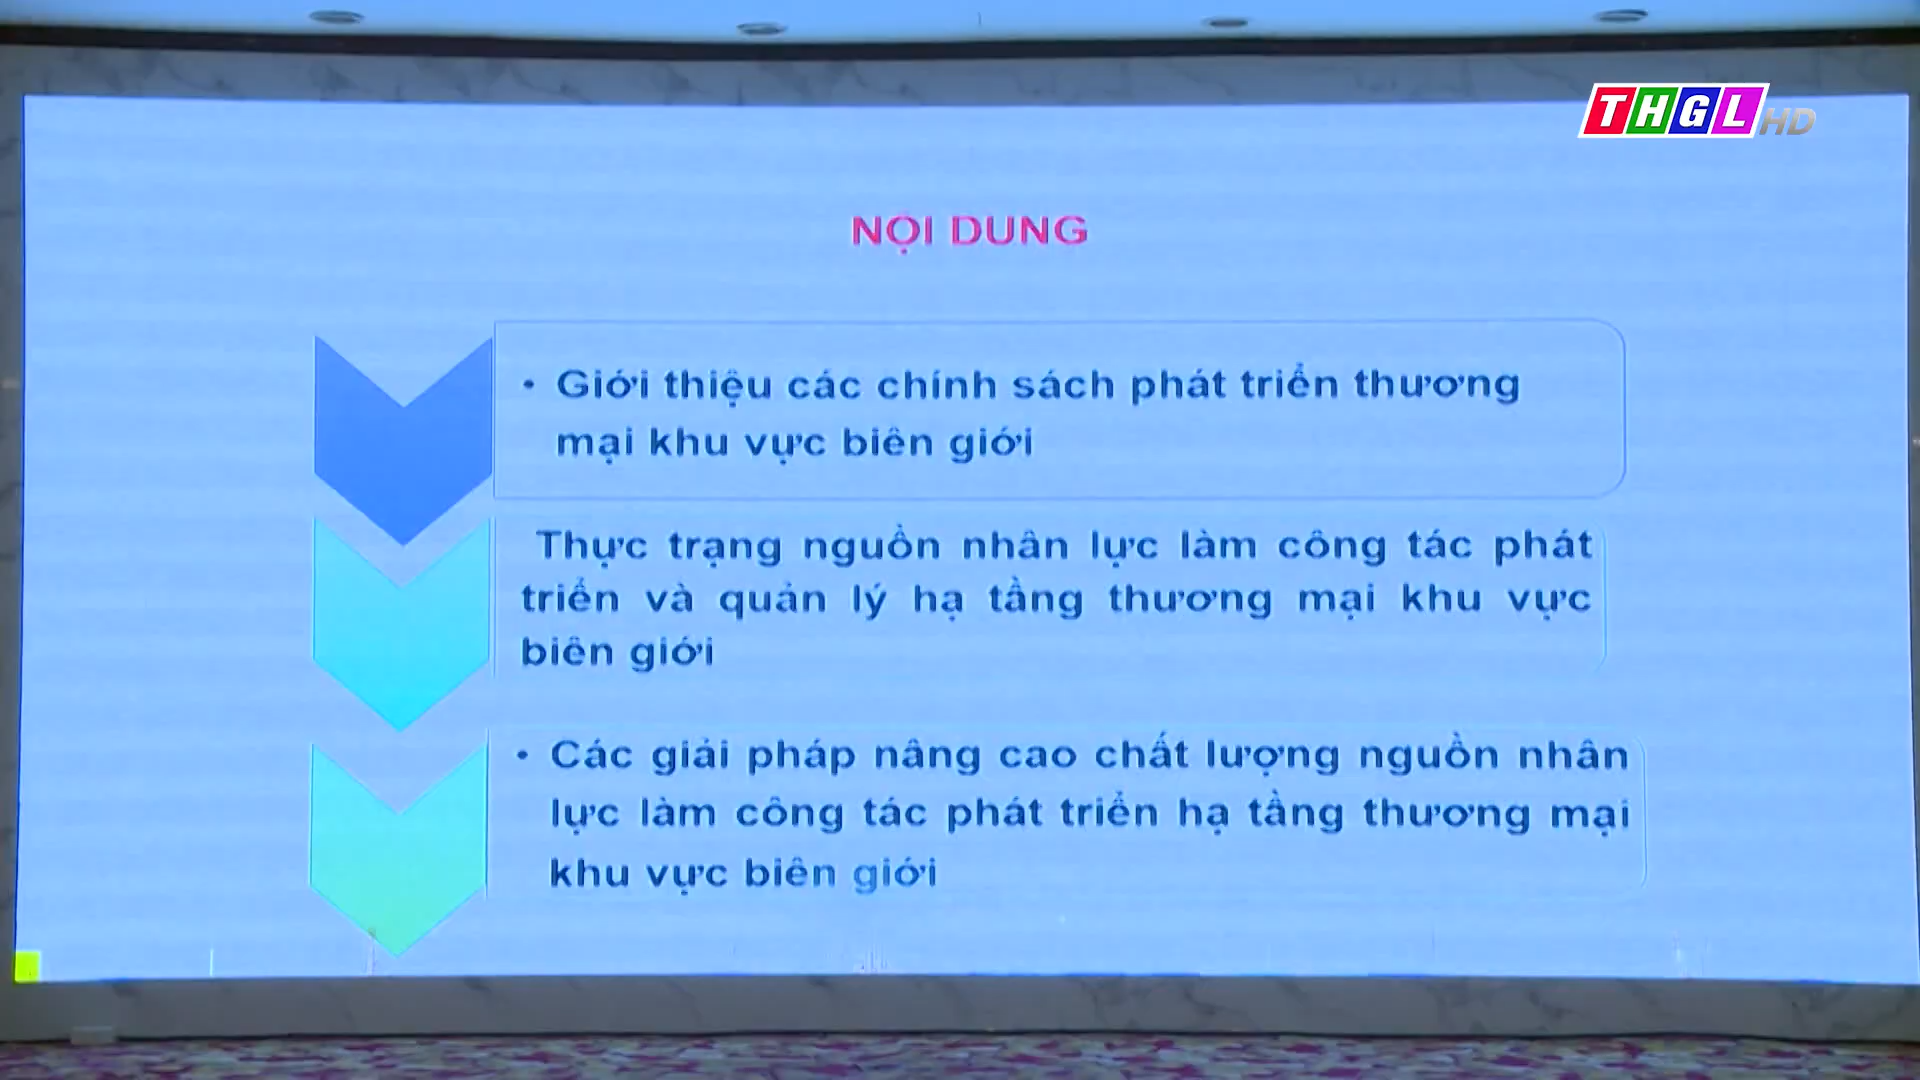 THGL HD
NỘI DUNG
• Giới thiệu các chính sách phát triển thương
mại khu vực biên giới
Thực trạng nguồn nhân lực làm công tác phát
triển và quản lý hạ tầng thương mại khu vực
biên giới
• Các giải pháp nâng cao chất lượng nguồn nhân
lực làm công tác phát triển hạ tầng thương mại
khu vực biên giới